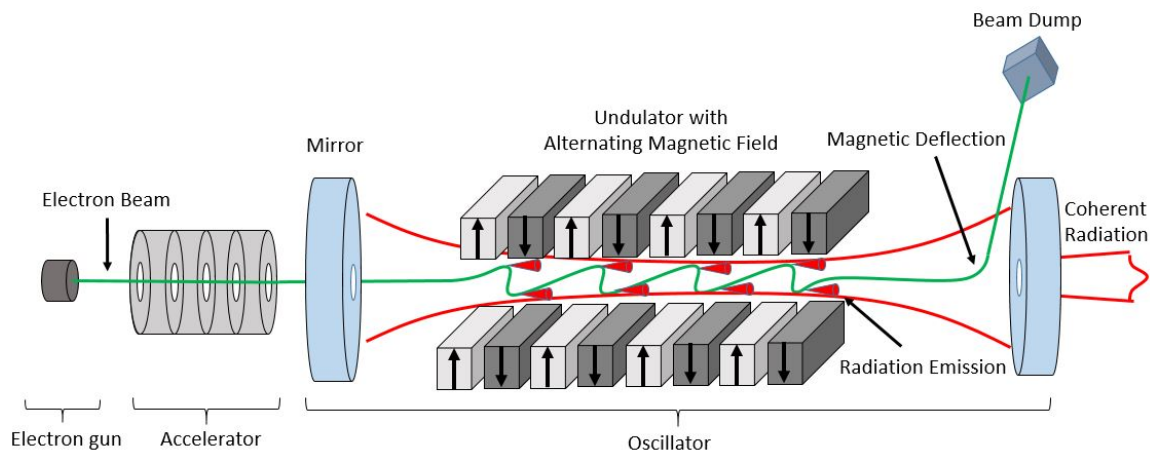 Beam Dump
Undulator with
Alternating Magnetic Field
Magnetic Deflection
Mirror
Electron Beam
Coherent
Radiation
Radiation Emission
Electron gun
Accelerator
Oscillator